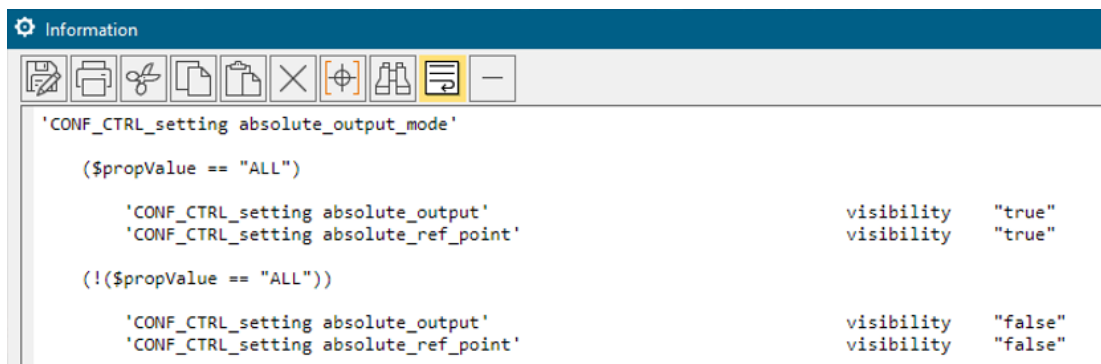 Information
'CONF_CTRL_setting absolute_output_mode'
($propValue == "ALL")
'CONF_CTRL_setting absolute_output' visibility "true"
'CONF_CTRL_setting absolute_ref_point' visibility "true"
(!($propValue == "ALL"))
'CONF_CTRL_setting absolute_output' visibility "false"
'CONF_CTRL_setting absolute_ref_point' visibility "false"